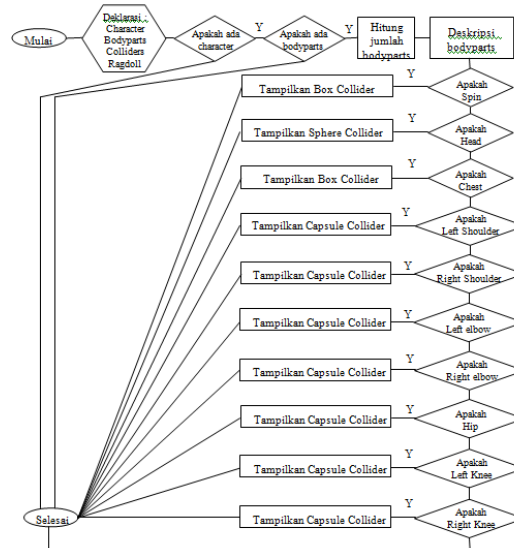 Mulai
Deklarasi :
Character
Bodyparts
Colliders
Ragdoll
Apakah ada
character
Y
Apakah ada
bodyparts
Y
Hitung
jumlah
bodyparts
Deskripsi
bodyparts
Tampilkan Box Collider
Y
Apakah
Spin
Tampilkan Sphere Collider
Y
Apakah
Head
Tampilkan Box Collider
Y
Apakah
Chest
Tampilkan Capsule Collider
Y
Apakah
Left Shoulder
Tampilkan Capsule Collider
Y
Apakah
Right Shoulder
Tampilkan Capsule Collider
Y
Apakah
Left elbow
Tampilkan Capsule Collider
Y
Apakah
Right elbow
Tampilkan Capsule Collider
Y
Apakah
Hip
Tampilkan Capsule Collider
Y
Apakah
Left Knee
Selesai
Tampilkan Capsule Collider
Y
Apakah
Right Knee